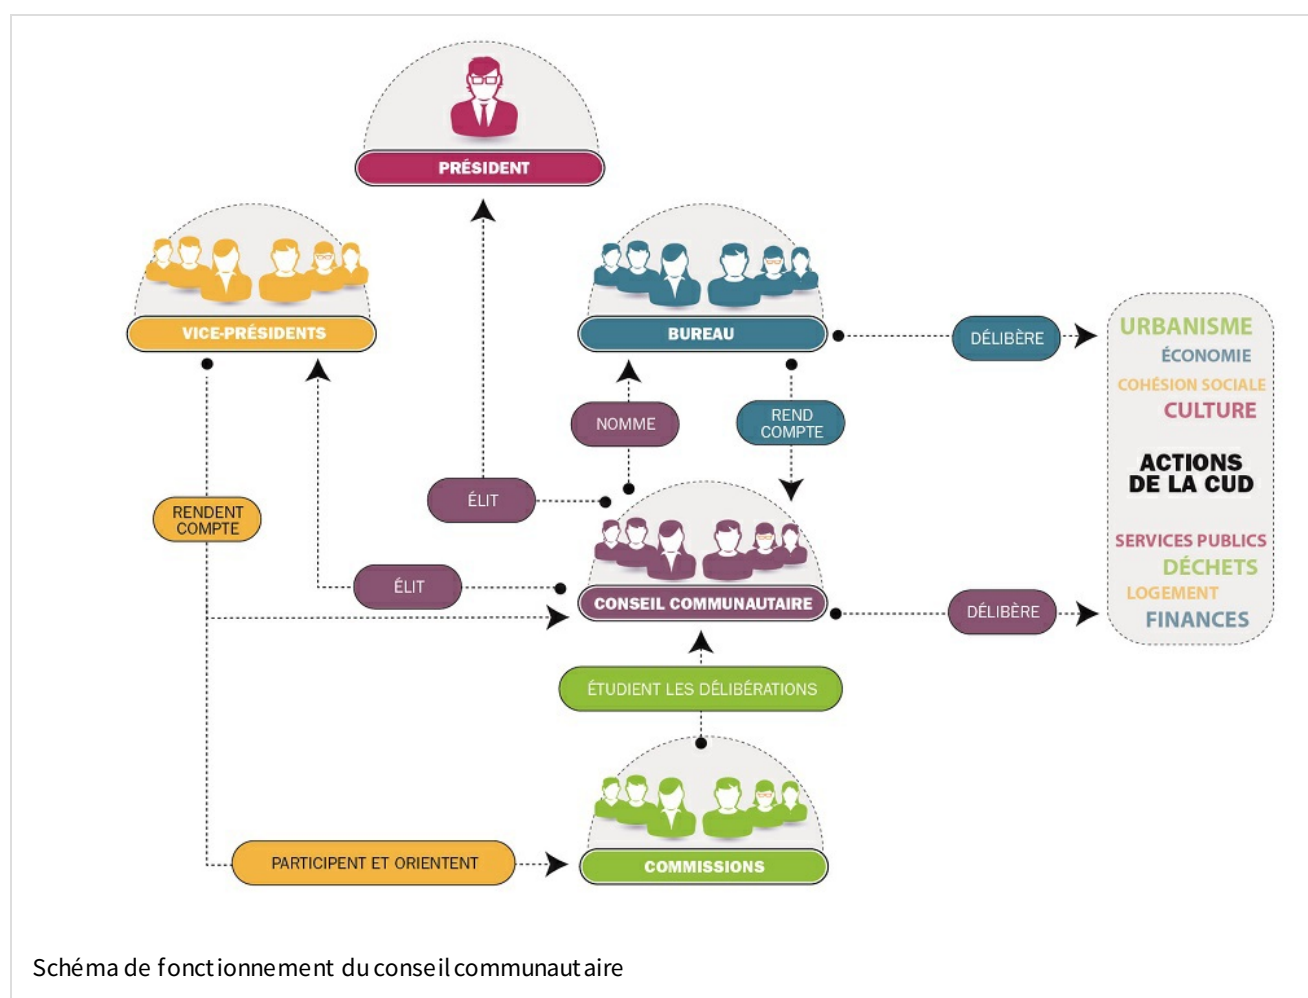 PRÉSIDENT
VICE-PRÉSIDENTS
BUREAU
DÉLIBÈRE
URBANISME
ÉCONOMIE
COHÉSION SOCIALE
CULTURE
ACTIONS
DE LA CUD
SERVICES PUBLICS
DÉCHETS
LOGEMENT
FINANCES
NOMME
REND
COMPTE
ÉLIT
RENDENT
COMPTE
ÉLIT
CONSEIL COMMUNAUTAIRE
DÉLIBÈRE
ÉTUDIENT LES DÉLIBÉRATIONS
PARTICIPENT ET ORIENTENT
COMMISSIONS
Schéma de fonctionnement du conseil communautaire